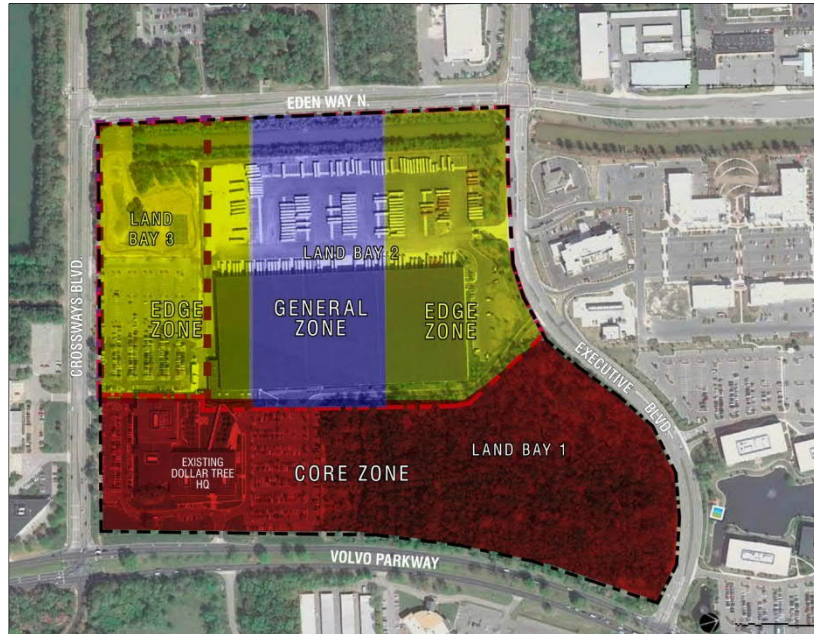 EDEN WAY N.
LAND
BAY 3
LAND BAY 2
EDGE
ZONE
GENERAL
ZONE
EDGE
ZONE
CROSSWAYS BLVD.
EXECUTIVE BLVD.
EXISTING
DOLLAR TREE
HQ
CORE ZONE
LAND BAY 1
VOLVO PARKWAY